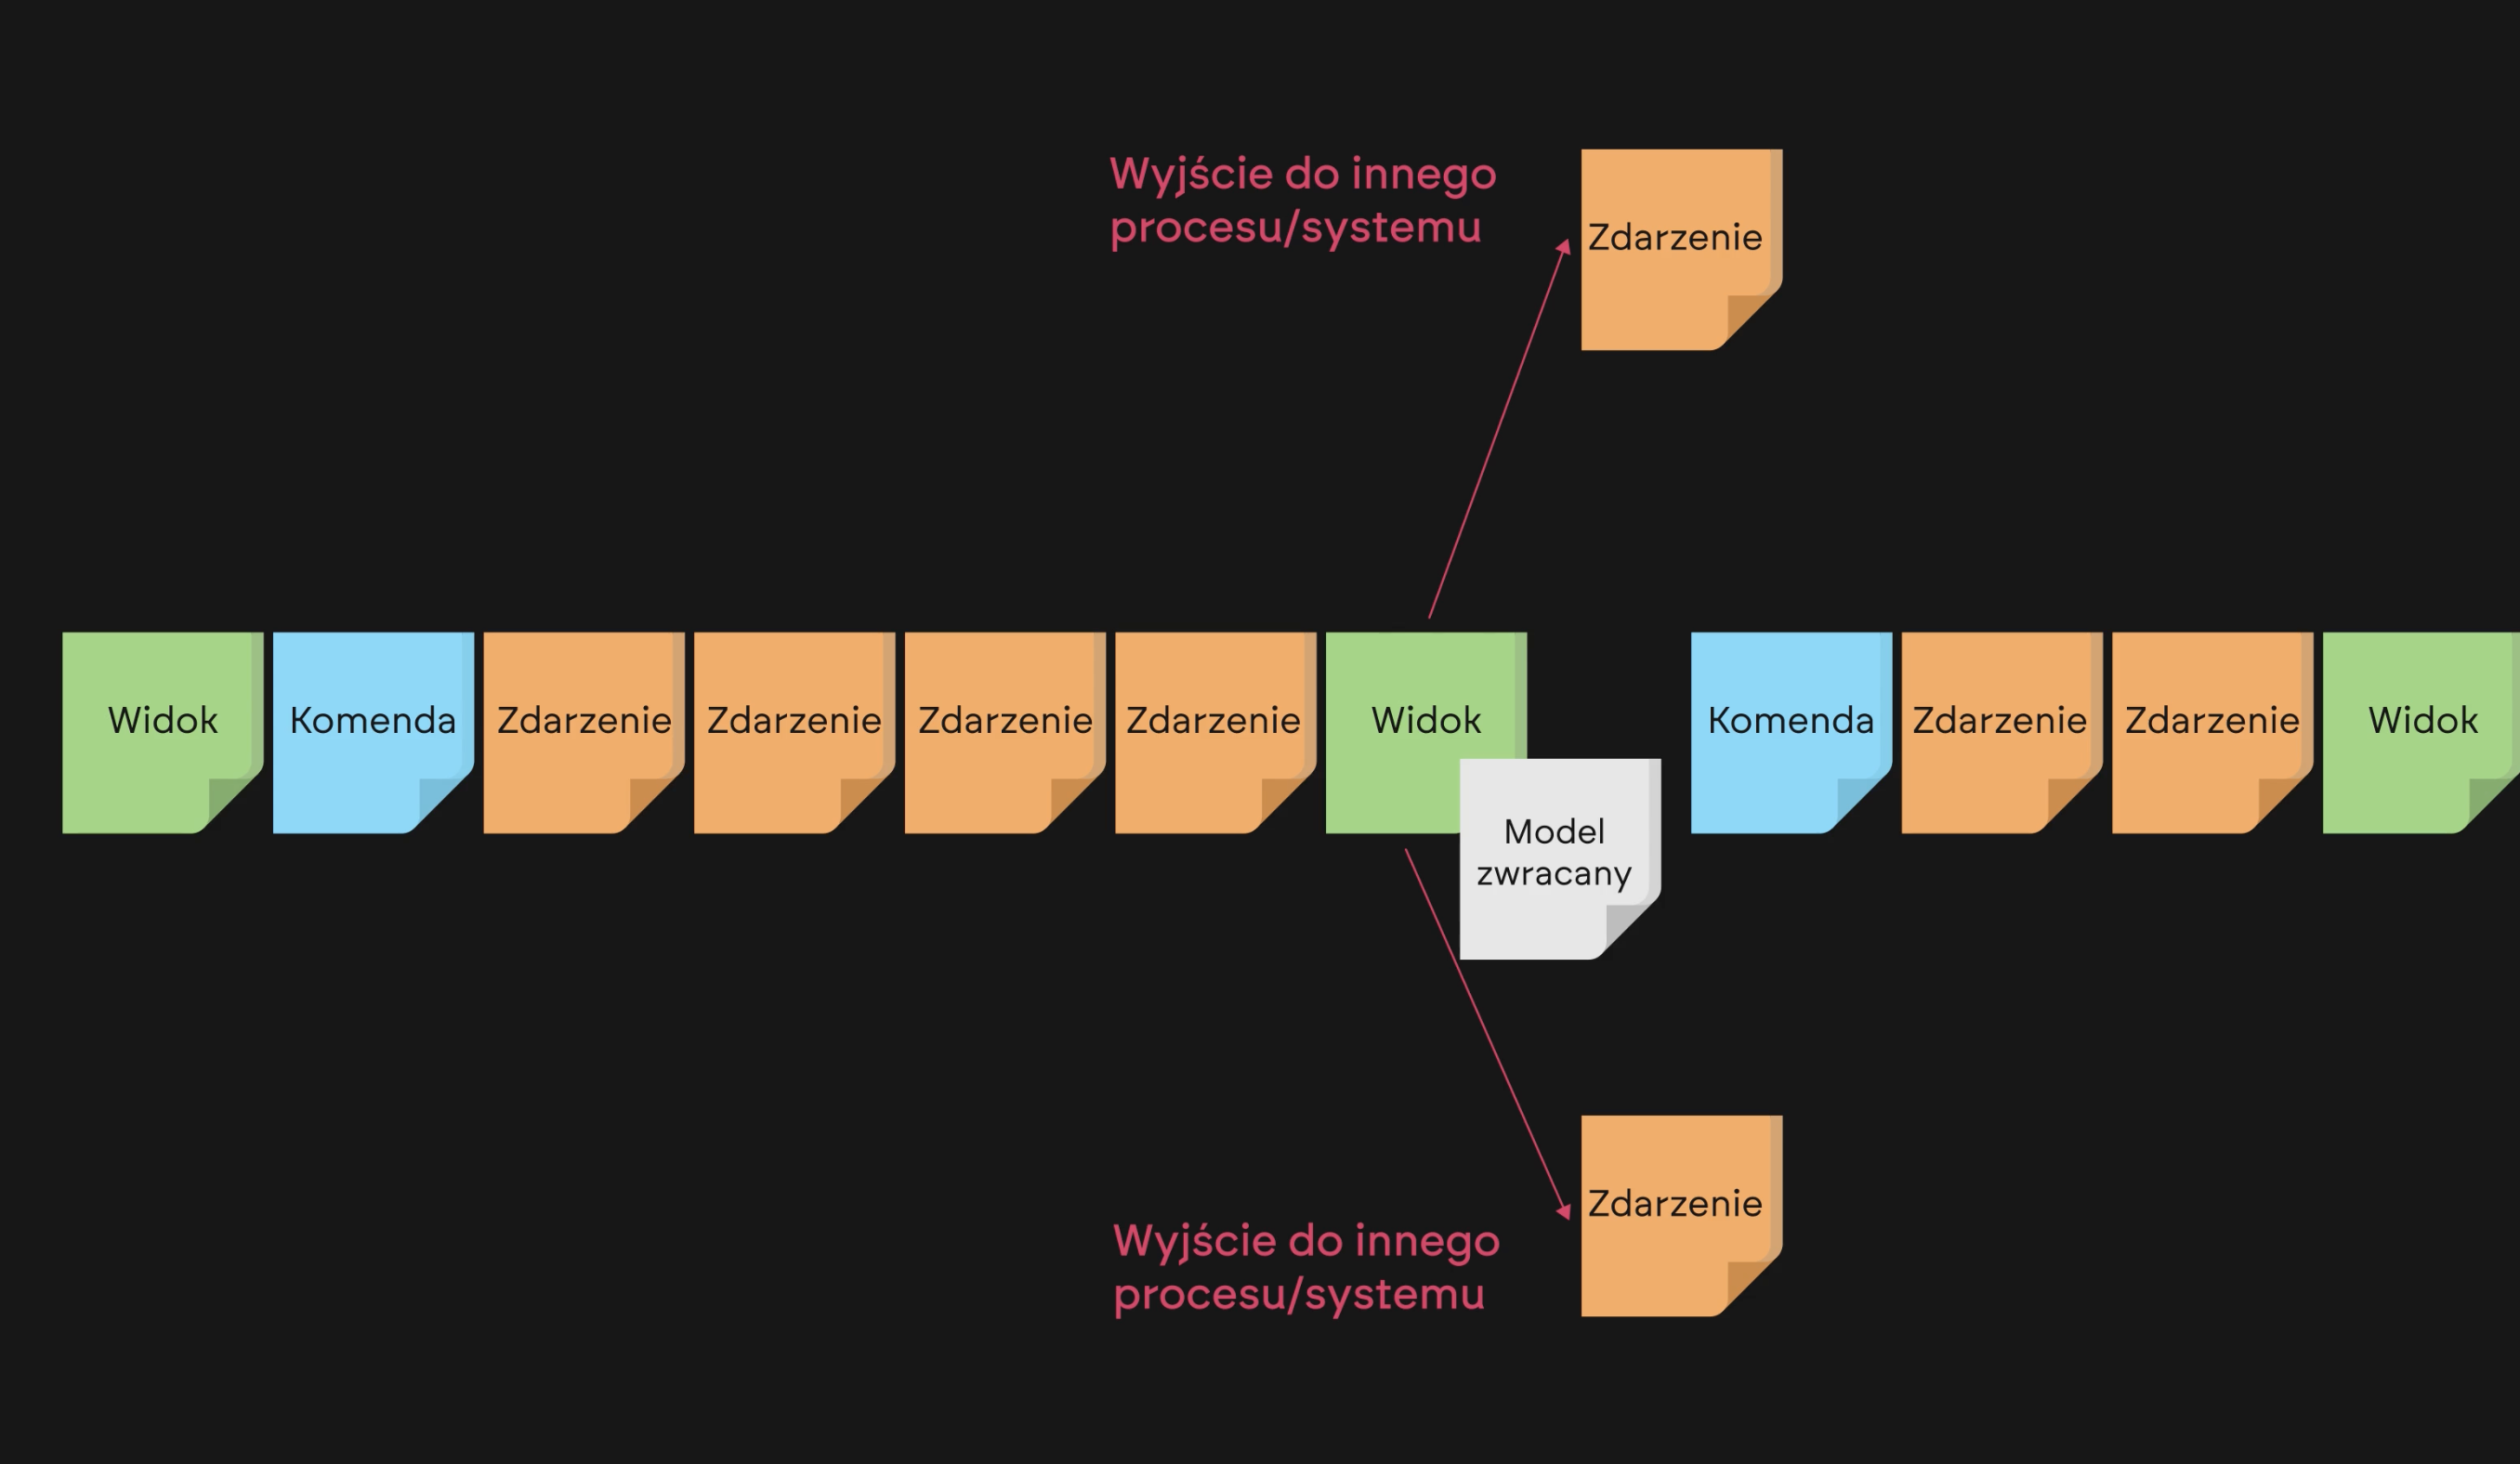 Wyjście do innego
procesu/systemu
Zdarzenie
Widok
Komenda
Zdarzenie
Zdarzenie
Zdarzenie
Zdarzenie
Widok
Model
zwracany
Komenda
Zdarzenie
Zdarzenie
Widok
Wyjście do innego
procesu/systemu
Zdarzenie